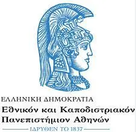 ΕΛΛΗΝΙΚΗ ΔΗΜΟΚΡΑΤΙΑ
Εθνικόν και Καποδιστριακόν
Πανεπιστήμιον Αθηνών
ΙΔΡΥΘΕΝ ΤΟ 1837